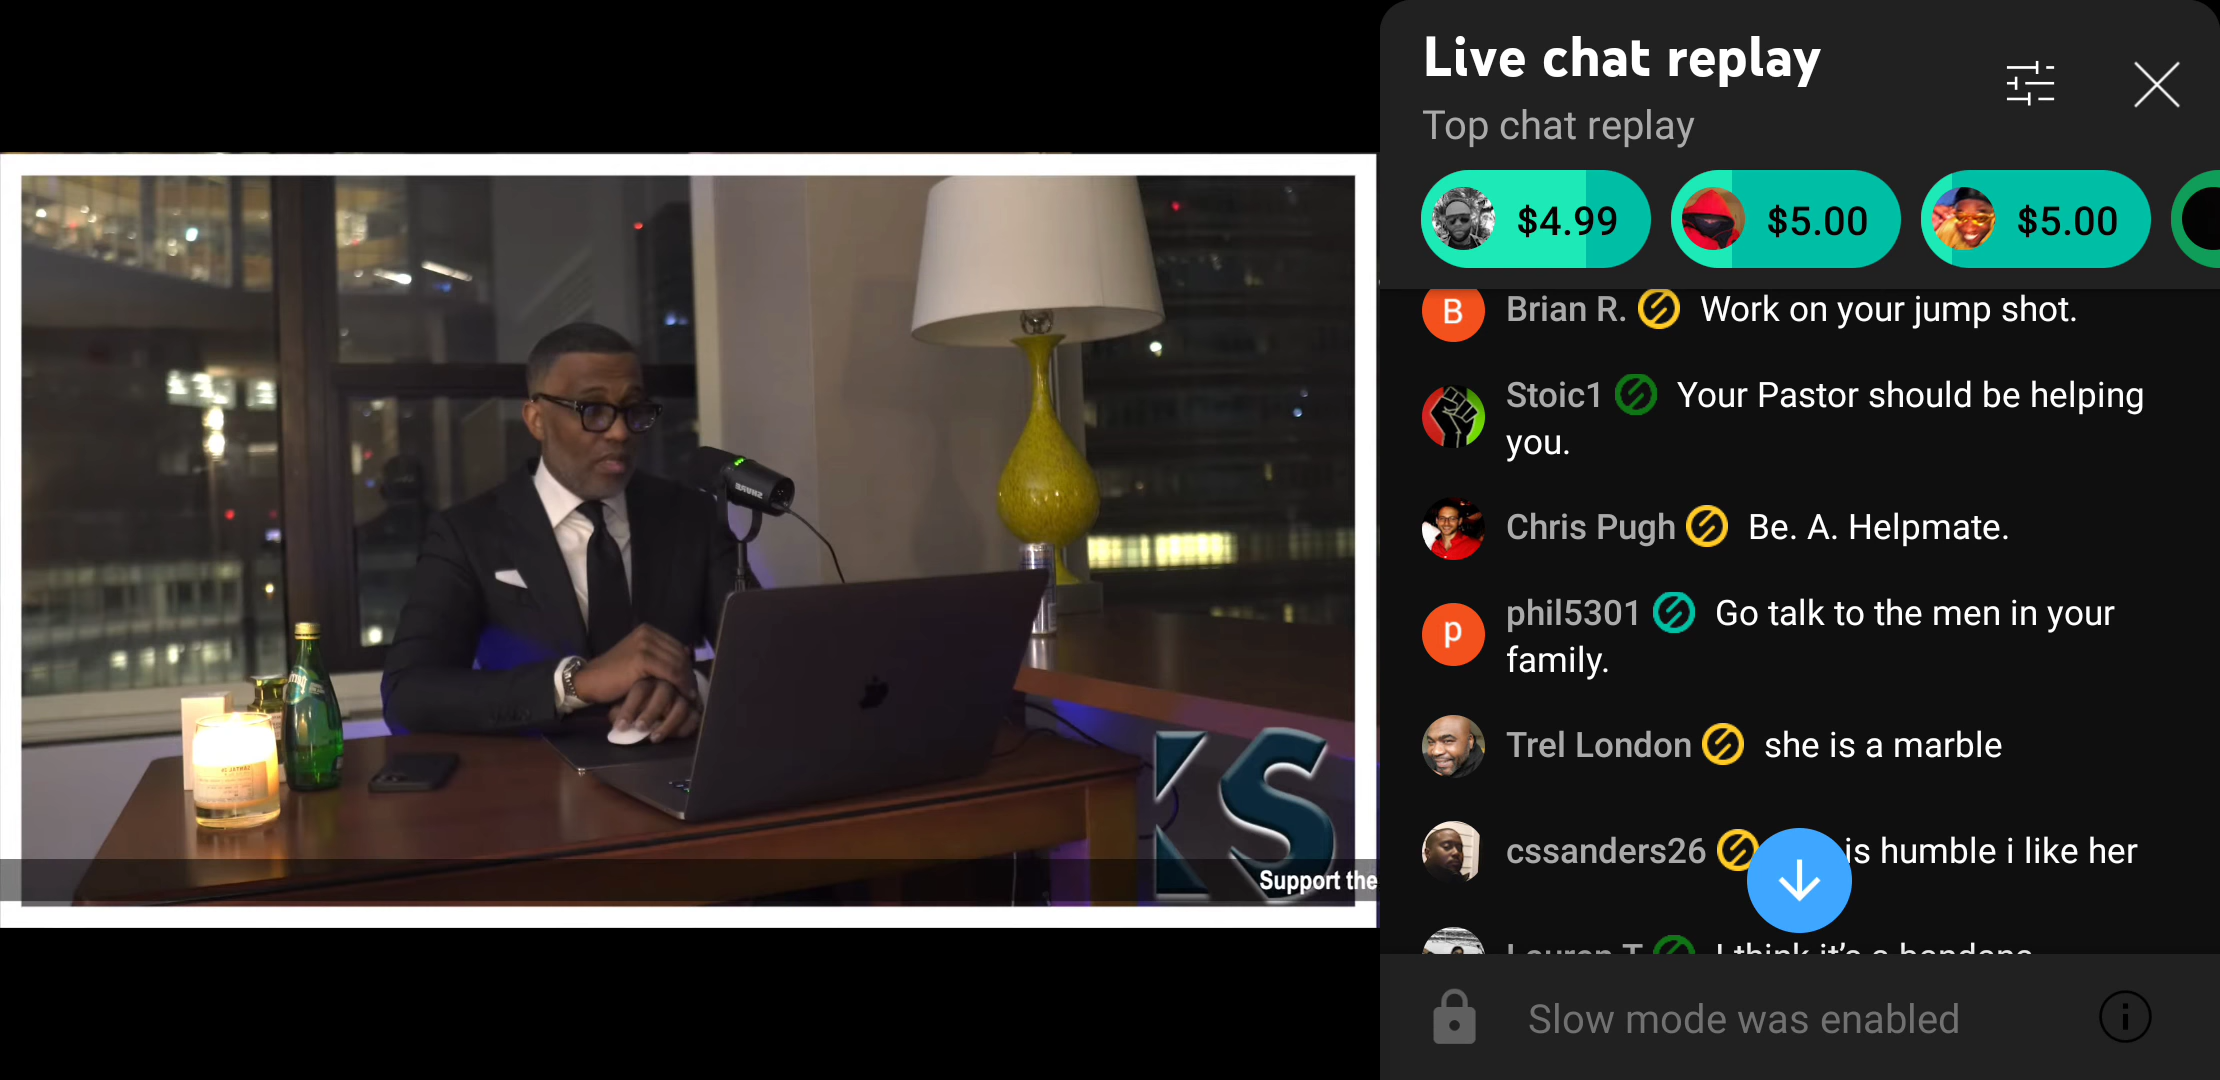 Live chat replay
Top chat replay
$4.99
$5.00
$5.00
B
Brian R. Work on your jump shot.
Stoic1 Your Pastor should be helping
you.
Chris Pugh Be. A. Helpmate.
p
phil5301 Go talk to the men in your
family.
Trel London she is a marble
cssanders26 is humble i like her
KS
Support the
Slow mode was enabled